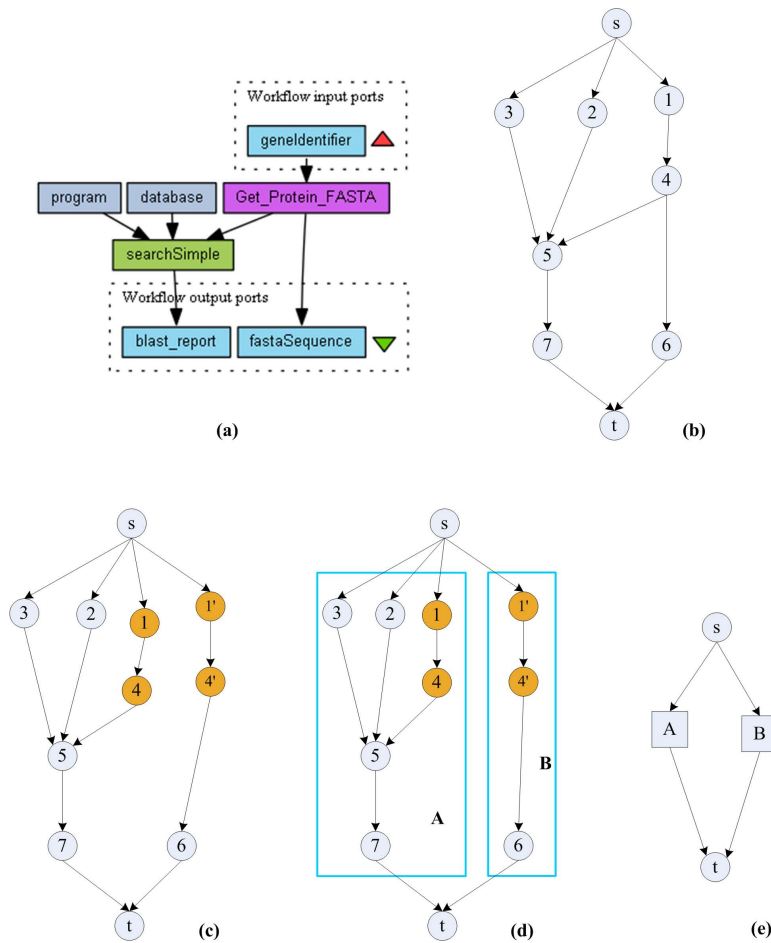 Workflow input ports
geneIdentifier
program
database
Get_Protein_FASTA
searchSimple
Workflow output ports
blast_report
fastaSequence
(a)
s
3
2
1
4
5
7
6
t
(b)
s
3
2
1
1'
4
4'
5
7
6
t
(c)
s
3
2
1
1'
4
4'
5
B
A
7
6
t
(d)
s
A
B
t
(e)